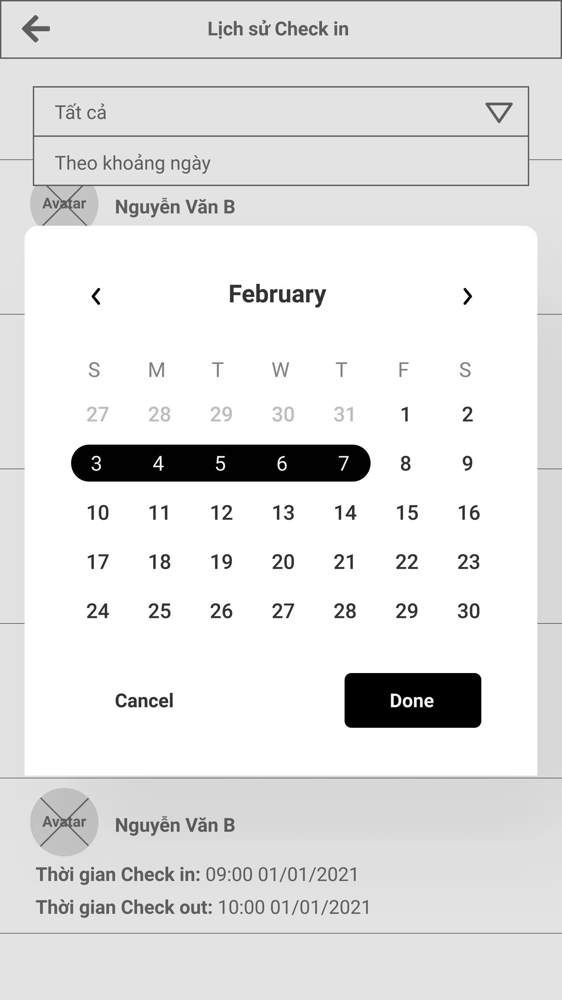 Lịch sử Check in
Tất cả
Theo khoảng ngày
Avatar
Nguyễn Văn B
February
S M T W T F S
27 28 29 30 31 1 2
3 4 5 6 7 8 9
10 11 12 13 14 15 16
17 18 19 20 21 22 23
24 25 26 27 28 29 30
Cancel
Done
Avatar
Nguyễn Văn B
Thời gian Check in: 09:00 01/01/2021
Thời gian Check out: 10:00 01/01/2021